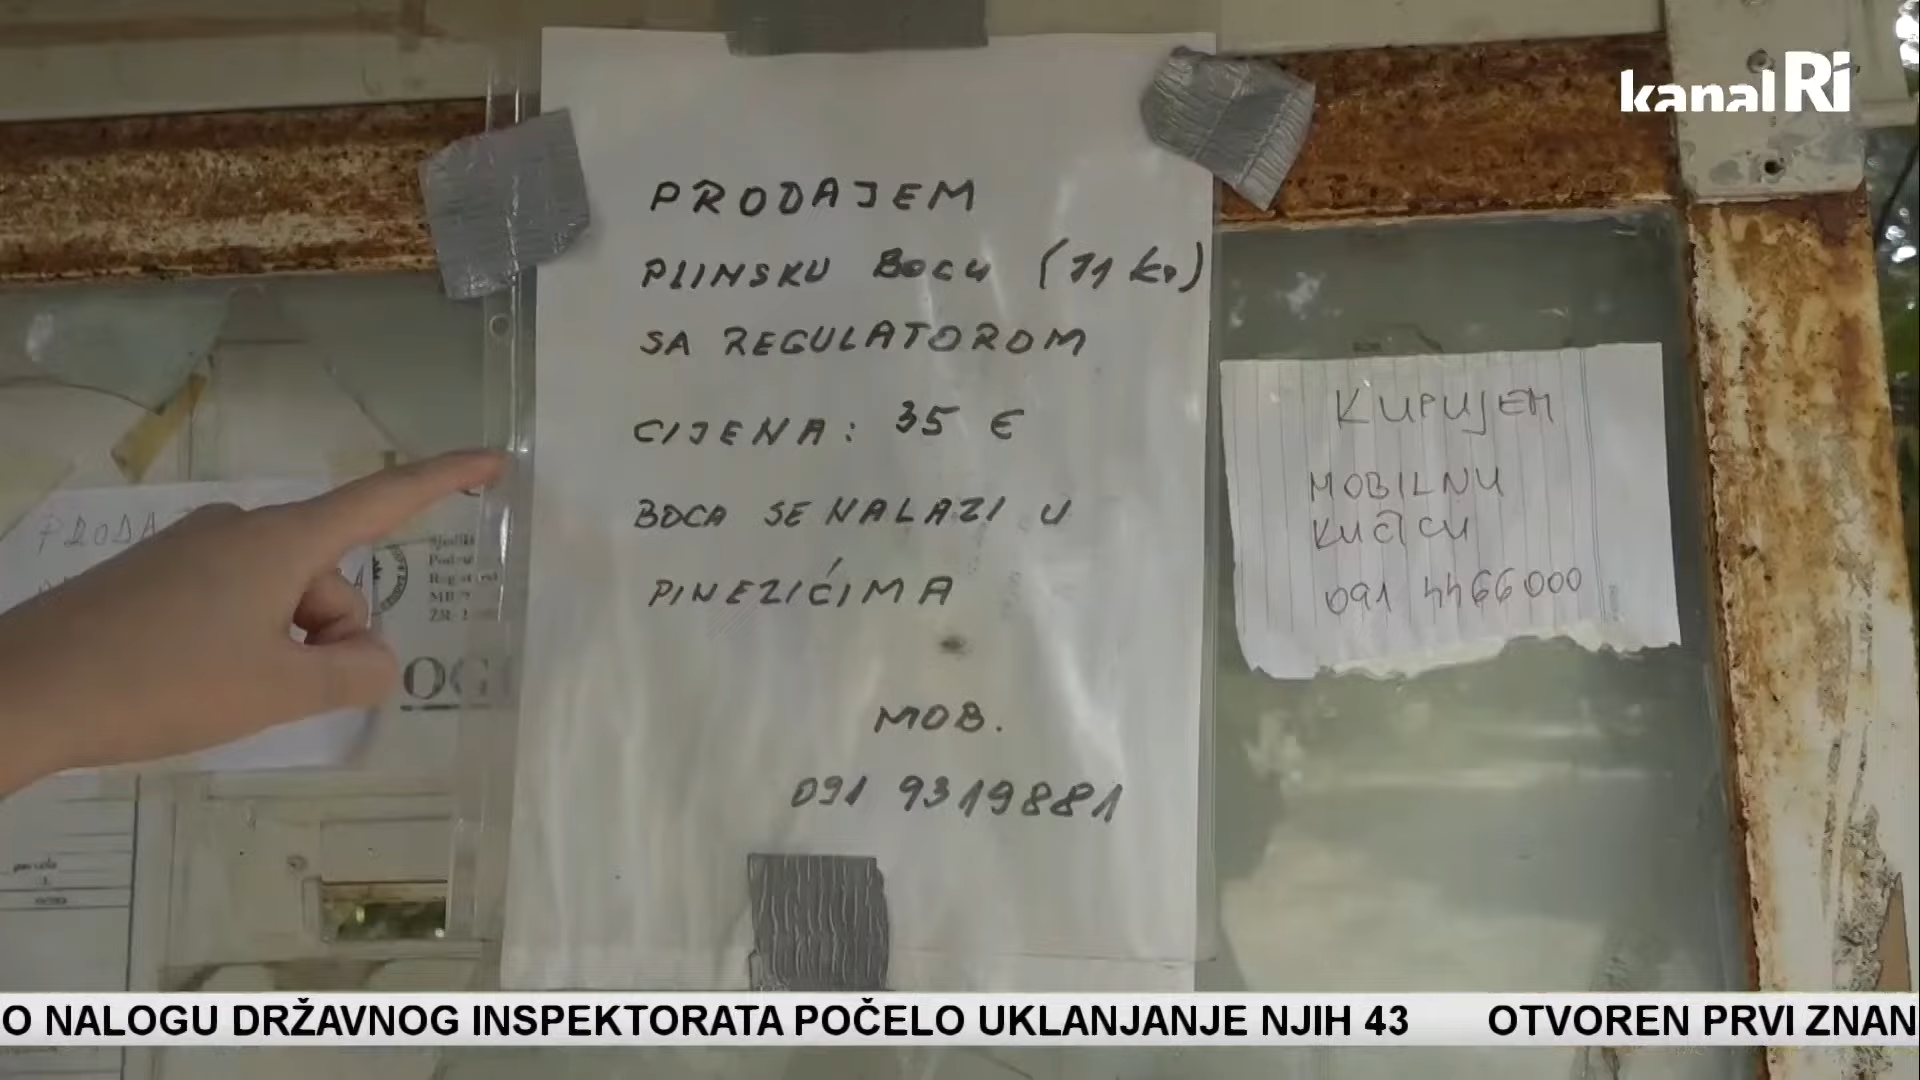 kanal Ri
PRODAJEM
PLINSKU BOCU (11 kg)
SA REGULATOROM
CIJENA: 35 €
BOCA SE NALAZI U
PINEZIĆIMA
MOB.
091 9319881
KUPUJEM
MOBILNU
KUĆICU
091 4466000
OG
O NALOGU DRŽAVNOG INSPEKTORATA POČELO UKLANJANJE NJIH 43 OTVOREN PRVI ZNAN